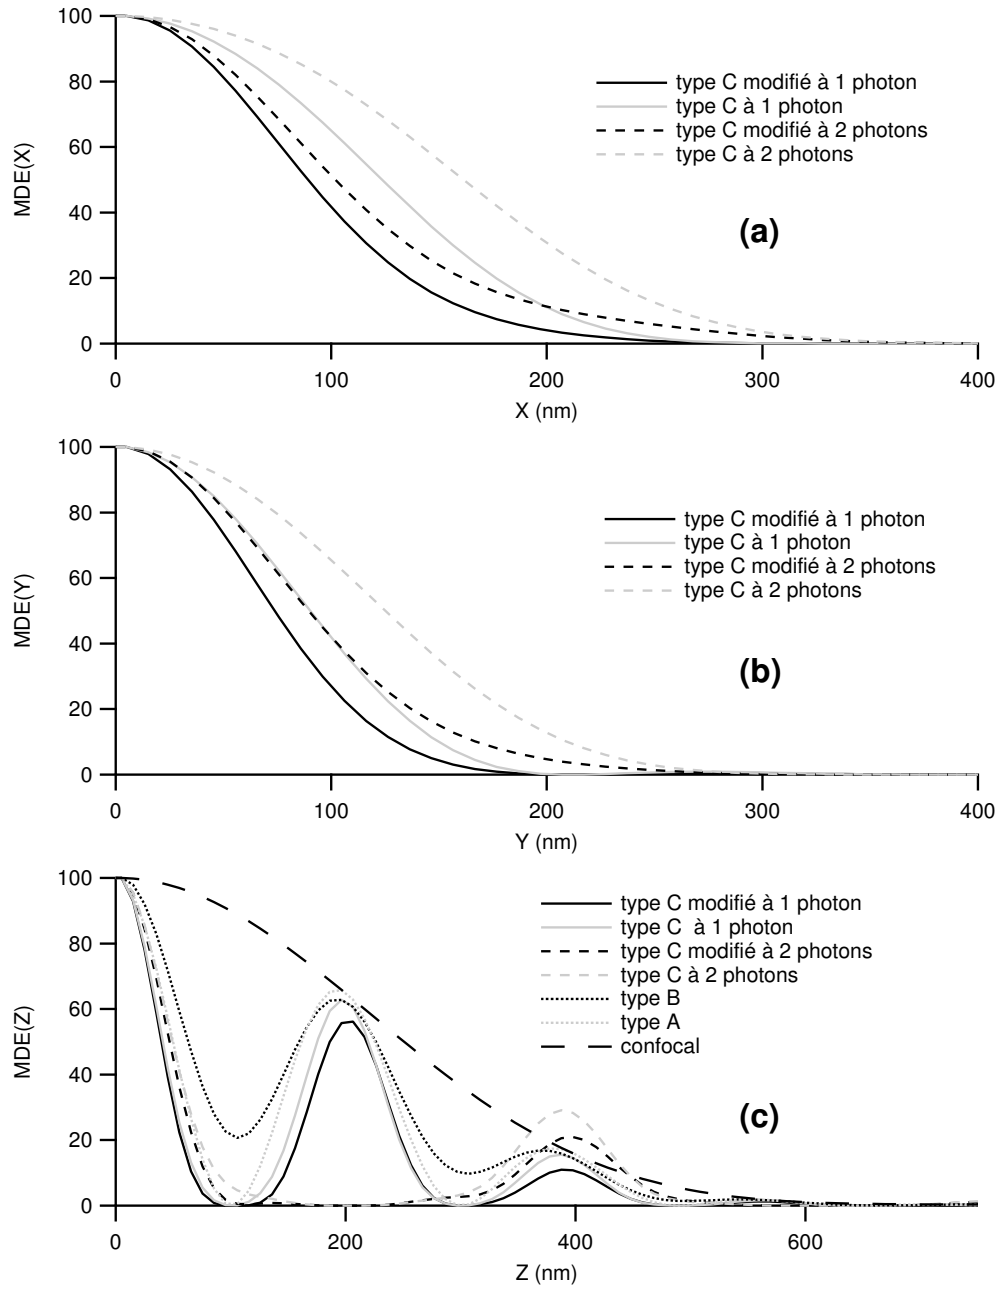 100
80
60
40
20
0
MDE(X)
type C modifié à 1 photon
type C à 1 photon
type C modifié à 2 photons
type C à 2 photons
(a)
0 100 200 300 400
X (nm)
100
80
60
40
20
0
MDE(Y)
type C modifié à 1 photon
type C à 1 photon
type C modifié à 2 photons
type C à 2 photons
(b)
0 100 200 300 400
Y (nm)
100
80
60
40
20
0
MDE(Z)
type C modifié à 1 photon
type C à 1 photon
type C modifié à 2 photons
type C à 2 photons
type B
type A
confocal
(c)
0 200 400 600
Z (nm)